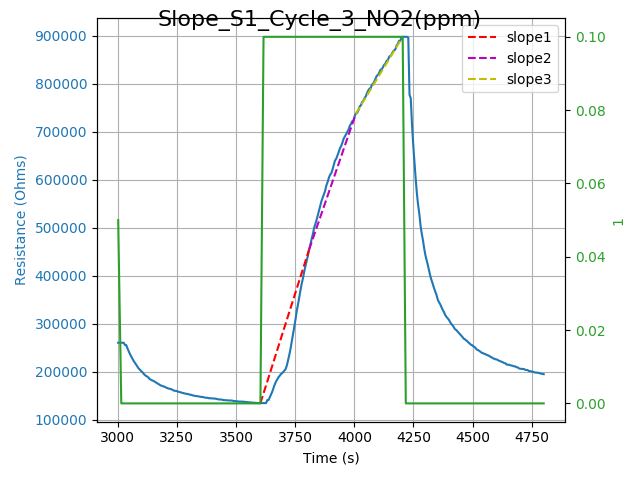 Slope_S1_Cycle_3_NO2(ppm)
slope1
slope2
slope3
900000
800000
700000
600000
500000
400000
300000
200000
100000
Resistance (Ohms)
0.10
0.08
0.06
0.04
0.02
0.00
1
3000 3250 3500 3750 4000 4250 4500 4750
Time (s)